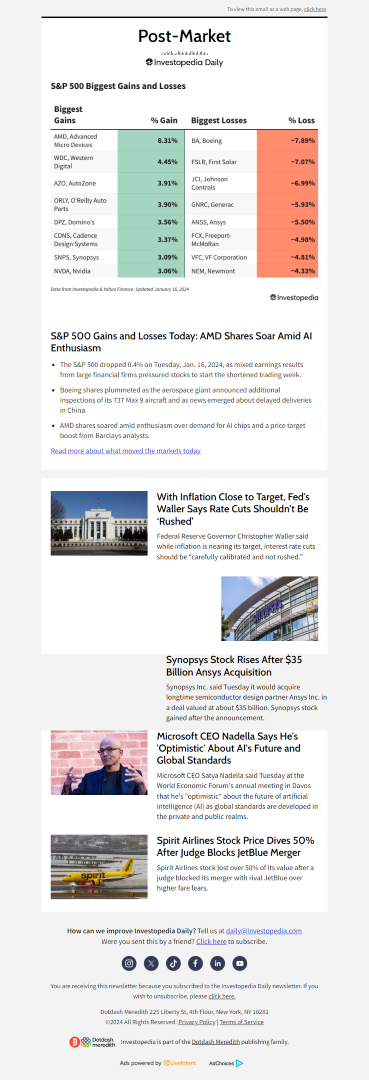 To view this email as a web page, click here.
Post-Market
Investopedia Daily
S&P 500 Biggest Gains and Losses
Biggest Gains % Gain Biggest Losses % Loss
AMD, Advanced Micro Devices 8.31% BA, Boeing −7.89%
WDC, Western Digital 4.45% FSLR, First Solar −7.07%
AZO, AutoZone 3.91% JCI, Johnson Controls −6.99%
ORLY, O'Reilly Auto Parts 3.90% GNRC, Generac −5.93%
DPZ, Domino's 3.56% ANSS, Ansys −5.50%
CDNS, Cadence Design Systems 3.37% FCX, Freeport-McMoRan −4.98%
SNPS, Synopsys 3.09% VFC, VF Corporation −4.81%
NVDA, Nvidia 3.06% NEM, Newmont −4.33%
Data from Investopedia & Yahoo Finance. Updated January 16, 2024
Investopedia
S&P 500 Gains and Losses Today: AMD Shares Soar Amid AI
Enthusiasm
• The S&P dropped 0.4% on Tuesday, Jan. 16, 2024, as mixed earnings results
from large financial firms pressured stocks to start the shortened trading week.
• Boeing shares plummeted as the aerospace giant announced additional
inspections of its 737 Max 9 aircraft and as news emerged about delayed deliveries
in China.
• AMD shares soared amid enthusiasm over demand for AI chips and a price target
boost from Barclays analysts.
Read more about what moved the markets today
With Inflation Close to Target, Fed's
Waller Says Rate Cuts Shouldn't Be
'Rushed'
Federal Reserve Governor Christopher Waller said
while inflation is nearing its target, interest rate cuts
should be "carefully calibrated and not rushed."
Synopsys Stock Rises After $35
Billion Ansys Acquisition
Synopsys Inc. said Tuesday it would acquire
longtime semiconductor design partner Ansys Inc. in
a deal valued at about $35 billion. Synopsys stock
gained after the announcement.
Microsoft CEO Nadella Says He's
'Optimistic' About AI's Future and
Global Standards
Microsoft CEO Satya Nadella said Tuesday at the
World Economic Forum's annual meeting in Davos
that he's "optimistic" about the future of artificial
intelligence (AI) as global standards are developed in
the private and public realms.
spirit
Spirit Airlines Stock Price Dives 50%
After Judge Blocks JetBlue Merger
Spirit Airlines stock lost over 50% of its value after a
judge blocked its merger with rival JetBlue over
higher fare fears.
How can we improve Investopedia Daily? Tell us at daily@investopedia.com
Were you sent this by a friend? Click here to subscribe.
You are receiving this newsletter because you subscribed to the Investopedia Daily newsletter. If you
wish to unsubscribe, please click here.
Dotdash Meredith 225 Liberty St, 4th Floor, New York, NY 10281
©2024 All Rights Reserved. Privacy Policy | Terms of Service
Dotdash meredith Investopedia is part of the Dotdash Meredith publishing family.
Ads powered by LiveIntent AdChoices